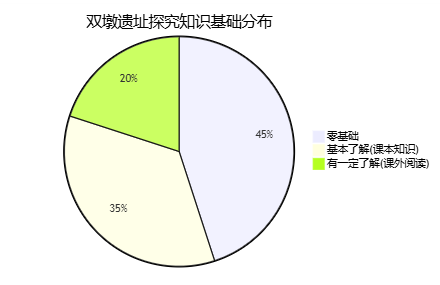 双墩遗址探究知识基础分布
20%
45%
35%
零基础
基本了解(课本知识)
有一定了解(课外阅读)